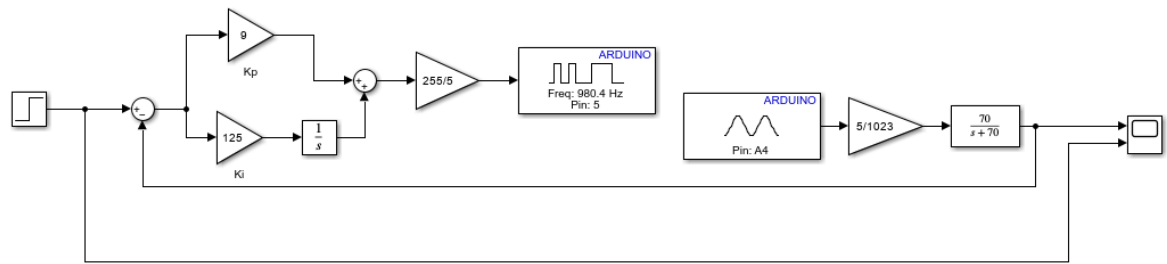 9
Kp
+
−
125
Ki
1
s
+
+
255/5
ARDUINO
Freq: 980.4 Hz
Pin: 5
ARDUINO
Pin: A4
5/1023
70
s + 70